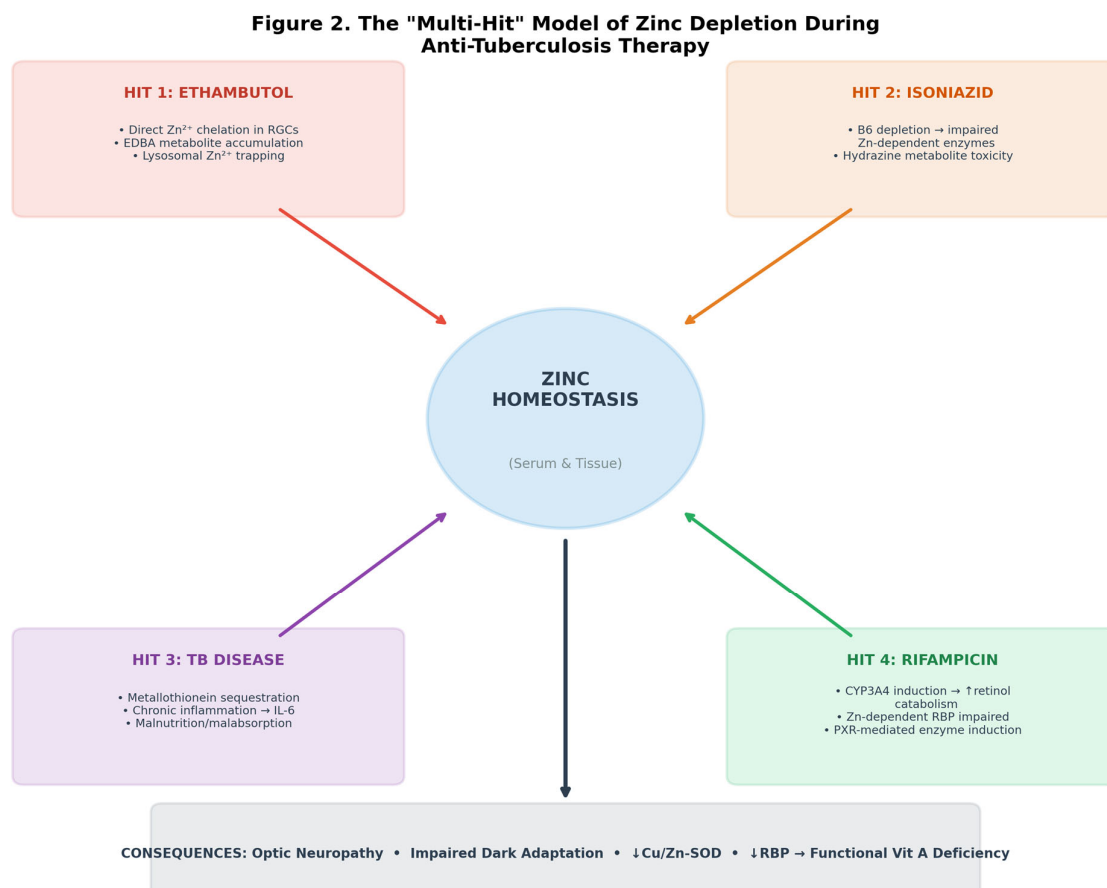 Figure 2. The "Multi-Hit" Model of Zinc Depletion During
Anti-Tuberculosis Therapy
HIT 1: ETHAMBUTOL
• Direct Zn²⁺ chelation in RGCs
• EDBA metabolite accumulation
• Lysosomal Zn²⁺ trapping
HIT 2: ISONIAZID
• B6 depletion → impaired
Zn-dependent enzymes
• Hydrazine metabolite toxicity
ZINC
HOMEOSTASIS
(Serum & Tissue)
HIT 3: TB DISEASE
• Metallothionein sequestration
• Chronic inflammation → IL-6
• Malnutrition/malabsorption
HIT 4: RIFAMPICIN
• CYP3A4 induction → ↑retinol
catabolism
• Zn-dependent RBP impaired
• PXR-mediated enzyme induction
CONSEQUENCES: Optic Neuropathy • Impaired Dark Adaptation • ↓Cu/Zn-SOD • ↓RBP → Functional Vit A Deficiency